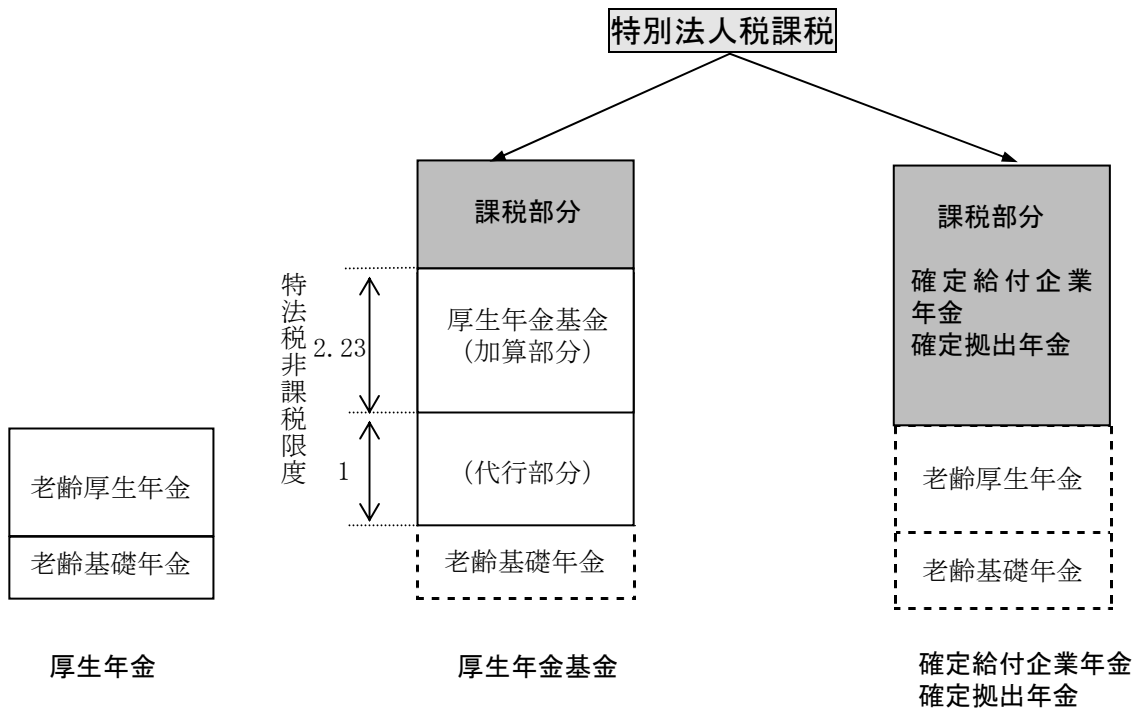 特別法人税課税
課税部分
課税部分
確定給付企業
年金
確定拠出年金
特法税非課税限度
2.23
厚生年金基金
(加算部分)
1
(代行部分)
老齢厚生年金
老齢厚生年金
老齢基礎年金
老齢基礎年金
老齢基礎年金
厚生年金
厚生年金基金
確定給付企業年金
確定拠出年金